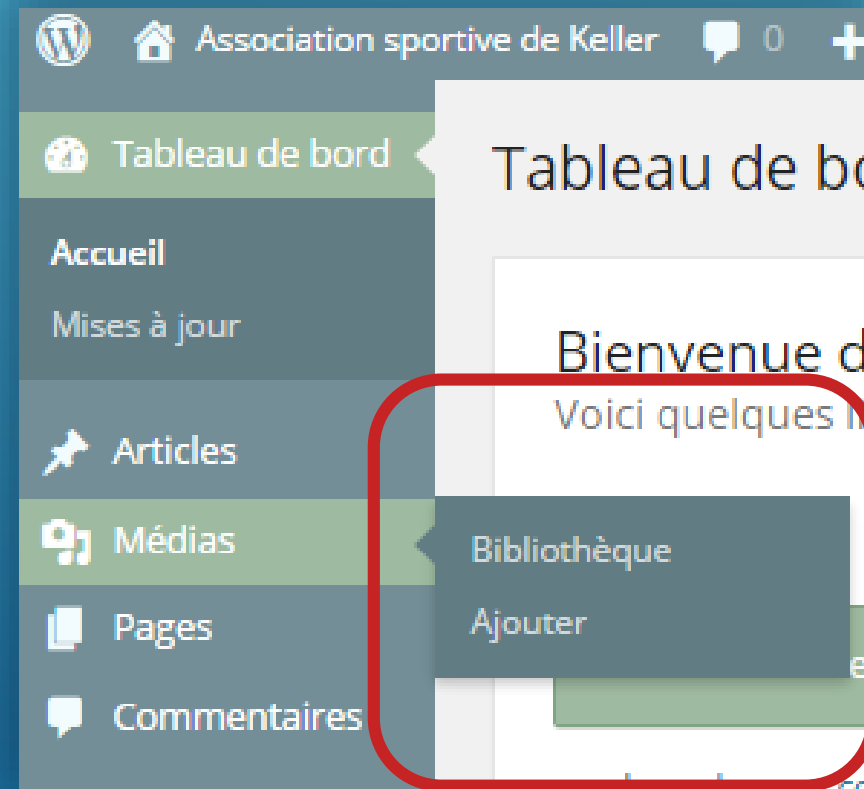 Association sportive de Keller 0
Tableau de bord
Accueil
Mises à jour
Articles
Médias
Pages
Commentaires
Tableau de
Bienvenue
Voici quelques
Bibliothèque
Ajouter